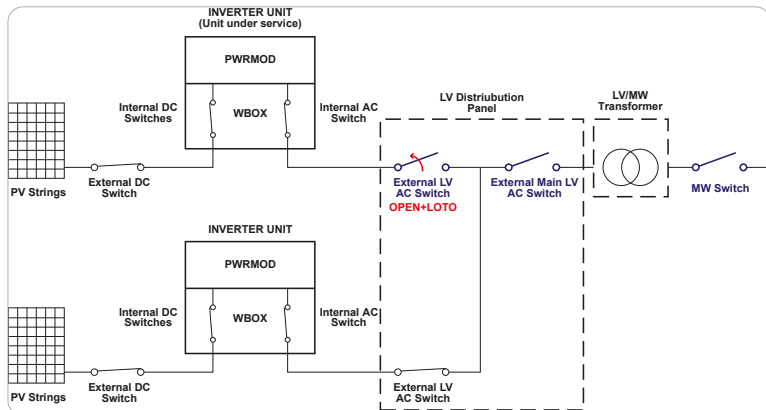 INVERTER UNIT
(Unit under service)
PWRMOD
Internal DC
Switches
WBOX
Internal AC
Switch
LV Distriubution
Panel
LV/MW
Transformer
PV Strings
External DC
Switch
External LV
AC Switch
OPEN+LOTO
External Main LV
AC Switch
MW Switch
INVERTER UNIT
PWRMOD
Internal DC
Switches
WBOX
Internal AC
Switch
PV Strings
External DC
Switch
External LV
AC Switch